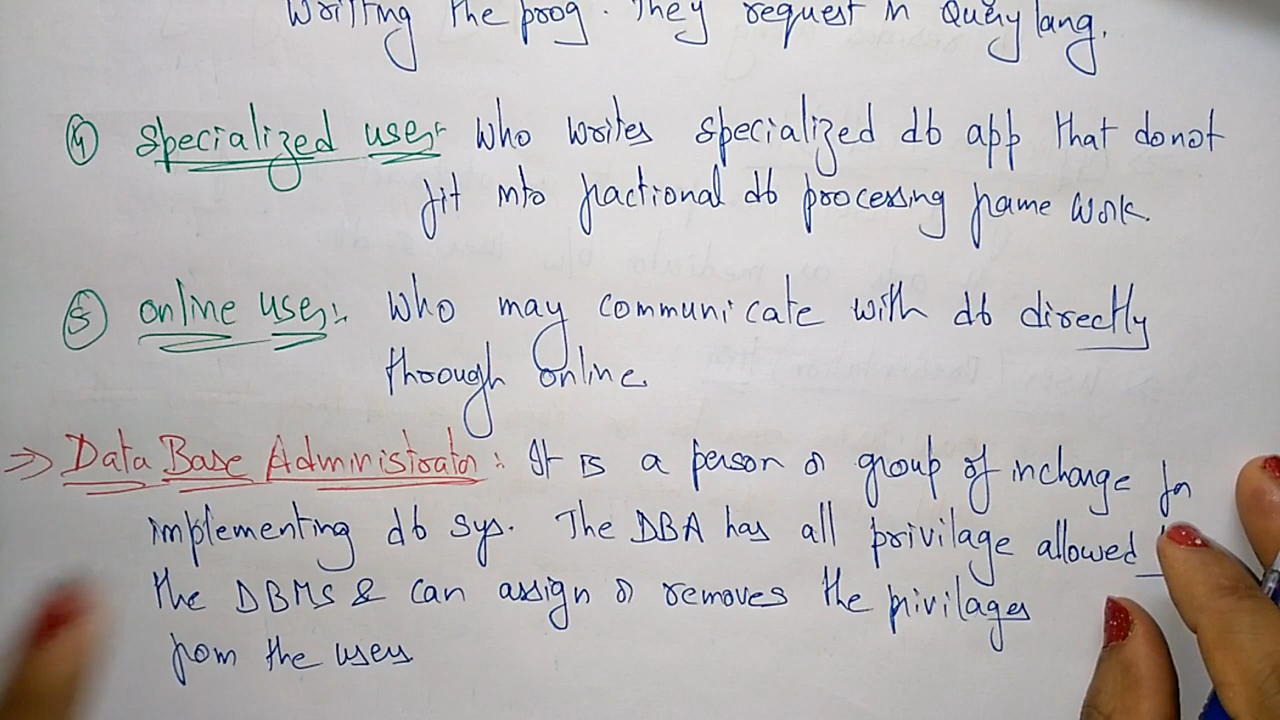 writing the prog. They request in Query lang.
④ specialized user who writes specialized db app that donot
fit into fractional db processing frame work.
⑤ online user:. who may communicate with db directly
through online.
⇒ Data Base Administrator: It is a person or group of incharge for
implementing db sys. The DBA has all privilage allowed
the DBMS & can assign or removes the privilages
from the users